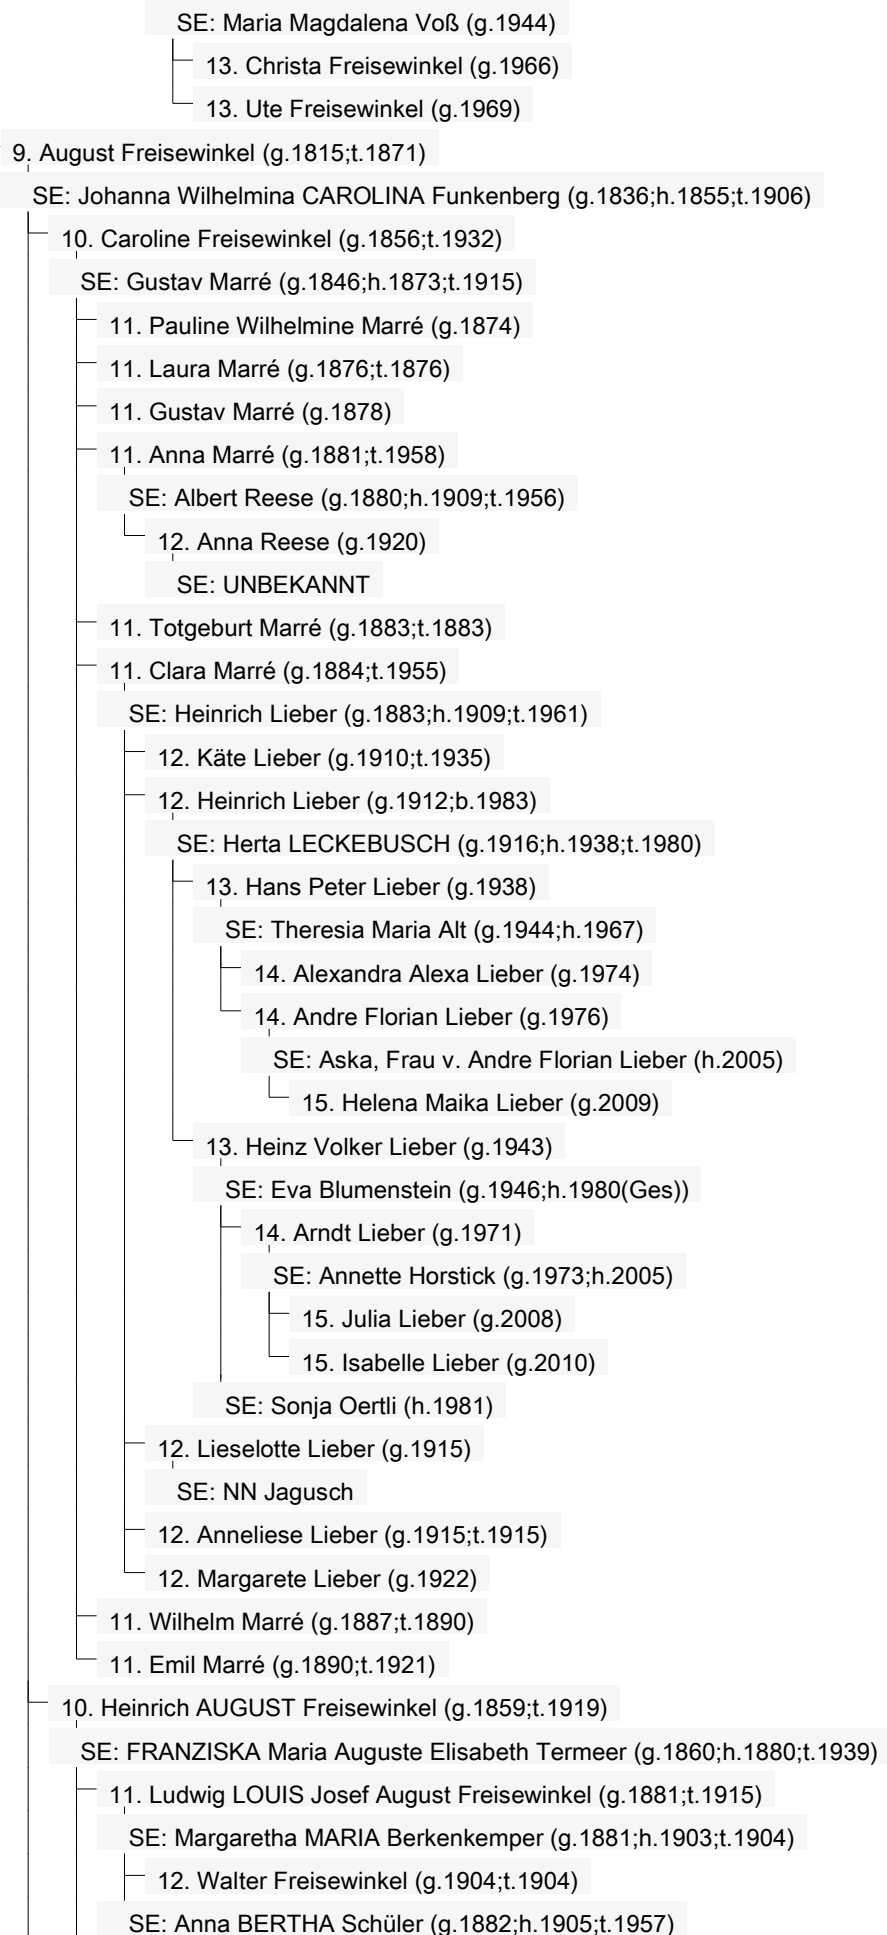 SE: Maria Magdalena Voß (g.1944)
13. Christa Freisewinkel (g.1966)
13. Ute Freisewinkel (g.1969)
9. August Freisewinkel (g.1815;t.1871)
SE: Johanna Wilhelmina CAROLINA Funkenberg (g.1836;h.1855;t.1906)
10. Caroline Freisewinkel (g.1856;t.1932)
SE: Gustav Marré (g.1846;h.1873;t.1915)
11. Pauline Wilhelmine Marré (g.1874)
11. Laura Marré (g.1876;t.1876)
11. Gustav Marré (g.1878)
11. Anna Marré (g.1881;t.1958)
SE: Albert Reese (g.1880;h.1909;t.1956)
12. Anna Reese (g.1920)
SE: UNBEKANNT
11. Totgeburt Marré (g.1883;t.1883)
11. Clara Marré (g.1884;t.1955)
SE: Heinrich Lieber (g.1883;h.1909;t.1961)
12. Käte Lieber (g.1910;t.1935)
12. Heinrich Lieber (g.1912;b.1983)
SE: Herta LECKEBUSCH (g.1916;h.1938;t.1980)
13. Hans Peter Lieber (g.1938)
SE: Theresia Maria Alt (g.1944;h.1967)
14. Alexandra Alexa Lieber (g.1974)
14. Andre Florian Lieber (g.1976)
SE: Aska, Frau v. Andre Florian Lieber (h.2005)
15. Helena Maika Lieber (g.2009)
13. Heinz Volker Lieber (g.1943)
SE: Eva Blumenstein (g.1946;h.1980(Ges))
14. Arndt Lieber (g.1971)
SE: Annette Horstick (g.1973;h.2005)
15. Julia Lieber (g.2008)
15. Isabelle Lieber (g.2010)
SE: Sonja Oertli (h.1981)
12. Lieselotte Lieber (g.1915)
SE: NN Jagusch
12. Anneliese Lieber (g.1915;t.1915)
12. Margarete Lieber (g.1922)
11. Wilhelm Marré (g.1887;t.1890)
11. Emil Marré (g.1890;t.1921)
10. Heinrich AUGUST Freisewinkel (g.1859;t.1919)
SE: FRANZISKA Maria Auguste Elisabeth Termeer (g.1860;h.1880;t.1939)
11. Ludwig LOUIS Josef August Freisewinkel (g.1881;t.1915)
SE: Margaretha MARIA Berkenkemper (g.1881;h.1903;t.1904)
12. Walter Freisewinkel (g.1904;t.1904)
SE: Anna BERTHA Schüler (g.1882;h.1905;t.1957)